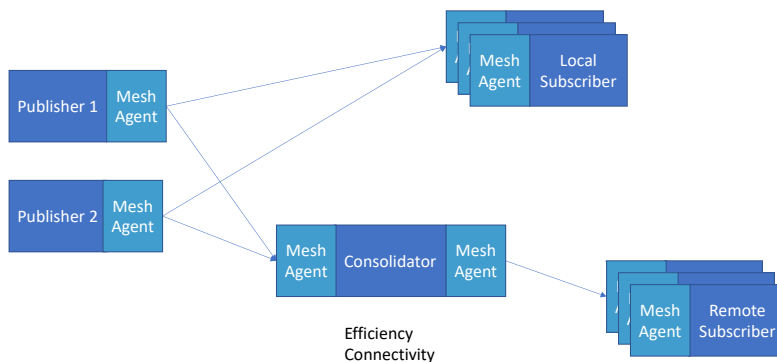 Mesh
Agent
Local
Subscriber
Publisher 1
Mesh
Agent
Publisher 2
Mesh
Agent
Mesh
Agent
Consolidator
Mesh
Agent
Mesh
Agent
Remote
Subscriber
Efficiency
Connectivity